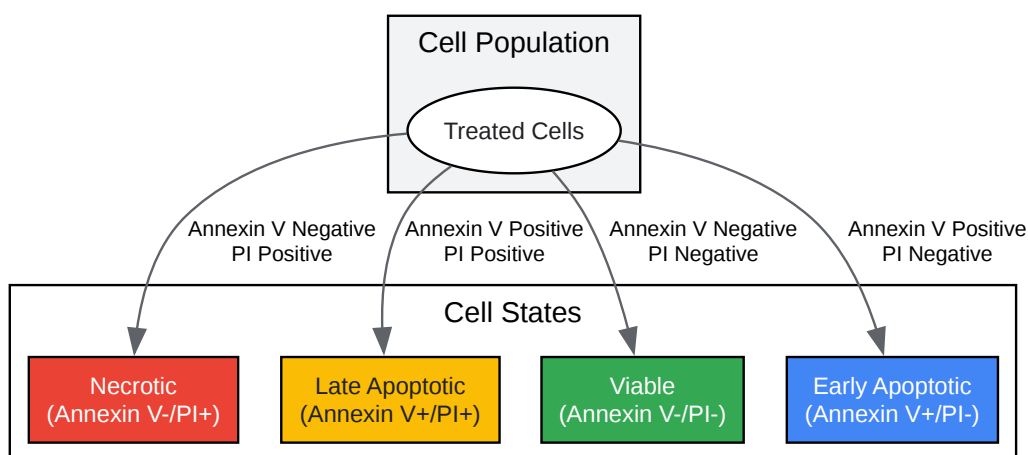 Cell Population
Treated Cells
Annexin V Negative
PI Positive
Annexin V Positive
PI Positive
Annexin V Negative
PI Negative
Annexin V Positive
PI Negative
Cell States
Necrotic
(Annexin V-/PI+)
Late Apoptotic
(Annexin V+/PI+)
Viable
(Annexin V-/PI-)
Early Apoptotic
(Annexin V+/PI-)